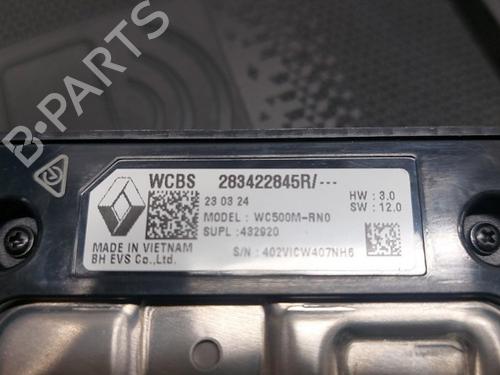 WCBS 283422845R/---
23 03 24
HW : 3.0
MODEL : WC500M-RN0
SW : 12.0
SUPL :432920
MADE IN VIETNAM
BH EVS Co.,Ltd.
S/N : 402VICW407NH6
B-PARTS